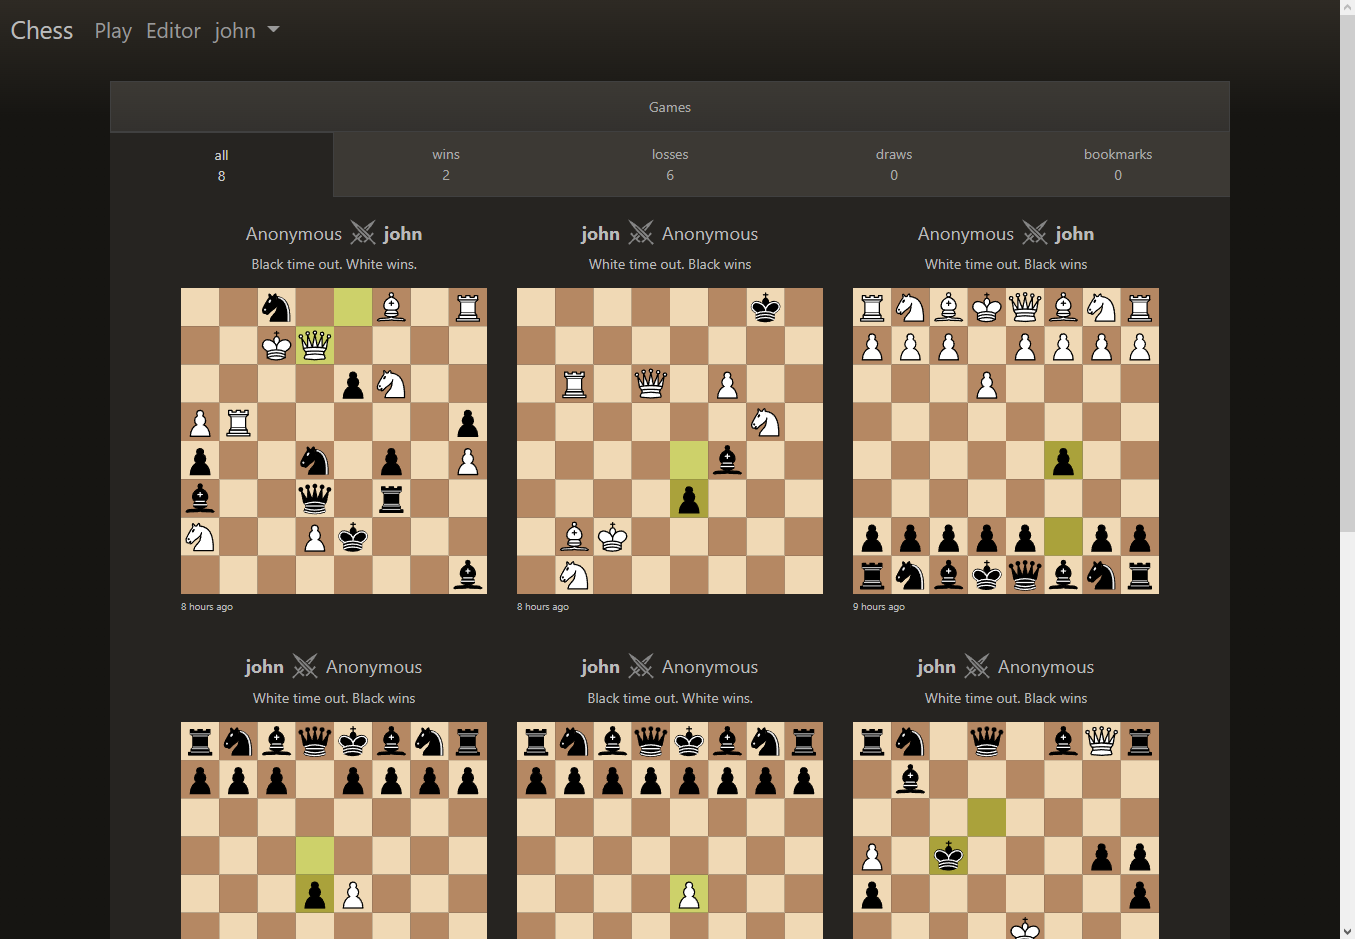 Chess Play Editor john
Games
all wins losses draws bookmarks
8 2 6 0 0
Anonymous john
Black time out. White wins.
john Anonymous
White time out. Black wins
Anonymous john
White time out. Black wins
8 hours ago
8 hours ago
9 hours ago
john Anonymous
White time out. Black wins
john Anonymous
Black time out. White wins.
john Anonymous
White time out. Black wins